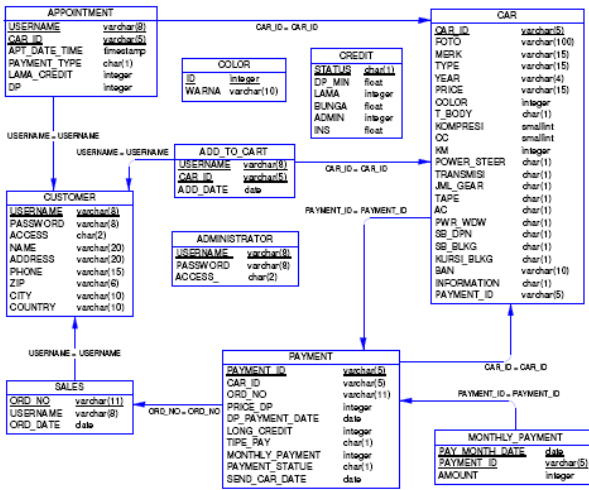 APPOINTMENT
USERNAME varchar(8)
CAR_ID varchar(5)
APT_DATE_TIME timestamp
PAYMENT_TYPE char(1)
LAMA_CREDIT integer
DP integer
CAR_ID = CAR_ID
COLOR
ID integer
WARNA varchar(10)
CREDIT
STATUS char(1)
DP_MIN float
LAMA integer
BUNGA float
ADMIN integer
INS float
CAR
CAR_ID varchar(5)
FOTO varchar(100)
MERK varchar(15)
TYPE varchar(15)
YEAR varchar(4)
PRICE varchar(15)
COLOR integer
T_BODY char(1)
KOMPRESI smallint
CC smallint
KM integer
POWER_STEER char(1)
TRANSMISI char(1)
JML_GEAR char(1)
TAPE char(1)
AC char(1)
PWR_WDW char(1)
SB_DPN char(1)
SB_BLKG char(1)
KURSI_BLKG char(1)
BAN varchar(10)
INFORMATION char(1)
PAYMENT_ID varchar(5)
USERNAME = USERNAME
USERNAME = USERNAME
ADD_TO_CART
USERNAME varchar(8)
CAR_ID varchar(5)
ADD_DATE date
CAR_ID = CAR_ID
CUSTOMER
USERNAME varchar(8)
PASSWORD varchar(8)
ACCESS char(2)
NAME varchar(20)
ADDRESS varchar(20)
PHONE varchar(15)
ZIP varchar(6)
CITY varchar(10)
COUNTRY varchar(10)
PAYMENT_ID = PAYMENT_ID
ADMINISTRATOR
USERNAME_ varchar(8)
PASSWORD varchar(8)
ACCESS_ char(2)
USERNAME = USERNAME
SALES
ORD_NO varchar(11)
USERNAME varchar(8)
ORD_DATE date
ORD_NO = ORD_NO
PAYMENT
PAYMENT_ID varchar(5)
CAR_ID varchar(5)
ORD_NO varchar(11)
PRICE_DP integer
DP_PAYMENT_DATE date
LONG_CREDIT integer
TIPE_PAY char(1)
MONTHLY_PAYMENT integer
PAYMENT_STATUE char(1)
SEND_CAR_DATE date
CAR_ID = CAR_ID
PAYMENT_ID = PAYMENT_ID
MONTHLY_PAYMENT
PAY_MONTH_DATE date
PAYMENT_ID varchar(5)
AMOUNT integer